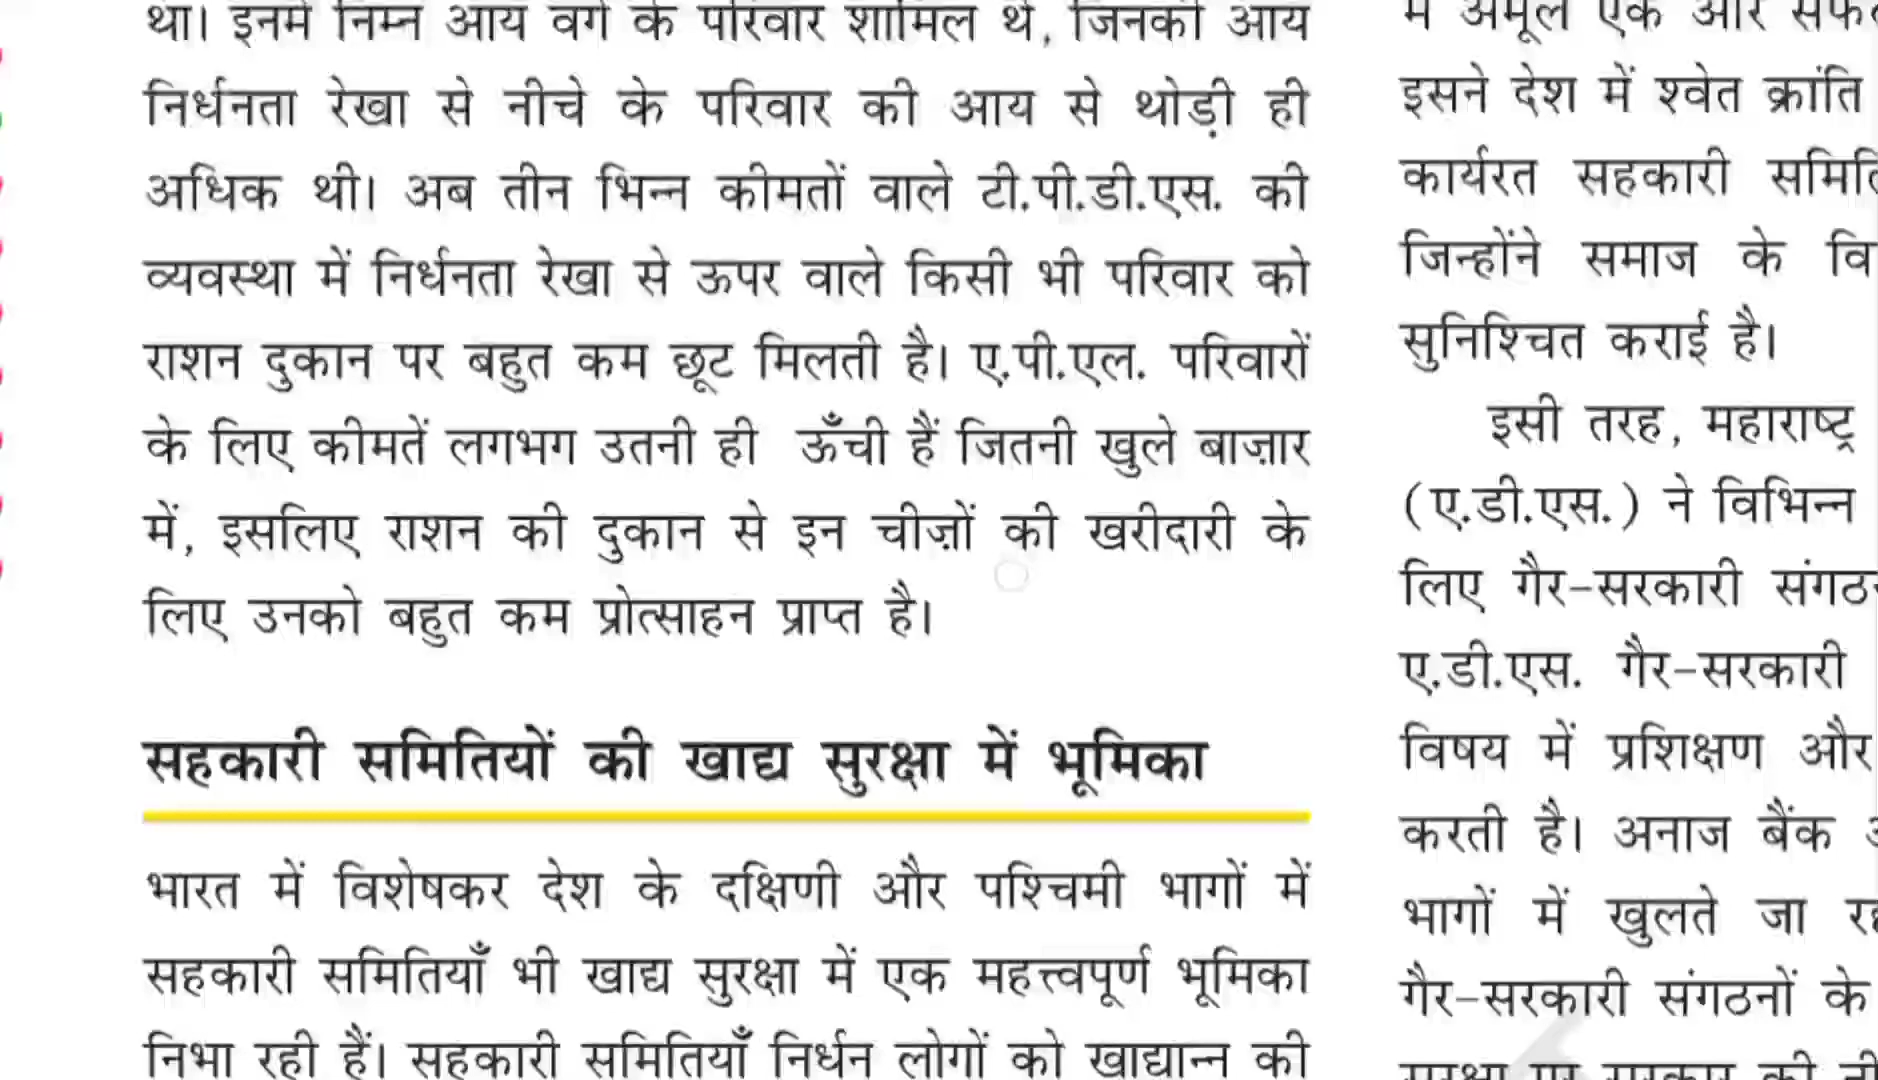 था। इनमें निम्न आय वर्ग के परिवार शामिल थे, जिनकी आय
निर्धनता रेखा से नीचे के परिवार की आय से थोड़ी ही
अधिक थी। अब तीन भिन्न कीमतों वाले टी.पी.डी.एस. की
व्यवस्था में निर्धनता रेखा से ऊपर वाले किसी भी परिवार को
राशन दुकान पर बहुत कम छूट मिलती है। ए.पी.एल. परिवारों
के लिए कीमतें लगभग उतनी ही ऊँची हैं जितनी खुले बाज़ार
में, इसलिए राशन की दुकान से इन चीज़ों की खरीदारी के
लिए उनको बहुत कम प्रोत्साहन प्राप्त है।
सहकारी समितियों की खाद्य सुरक्षा में भूमिका
भारत में विशेषकर देश के दक्षिणी और पश्चिमी भागों में
सहकारी समितियाँ भी खाद्य सुरक्षा में एक महत्त्वपूर्ण भूमिका
निभा रही हैं। सहकारी समितियाँ निर्धन लोगों को खाद्यान्न की
में अमूल एक और
इसने देश में श्वेत क्रांति
कार्यरत सहकारी
जिन्होंने समाज के
सुनिश्चित कराई है।
इसी तरह, महाराष्ट्र
(ए.डी.एस.) ने विभिन्न
लिए गैर-सरकारी
ए.डी.एस. गैर-सरकारी
विषय में प्रशिक्षण और
करती है। अनाज बैंक
भागों में खुलते जा
गैर-सरकारी संगठनों के